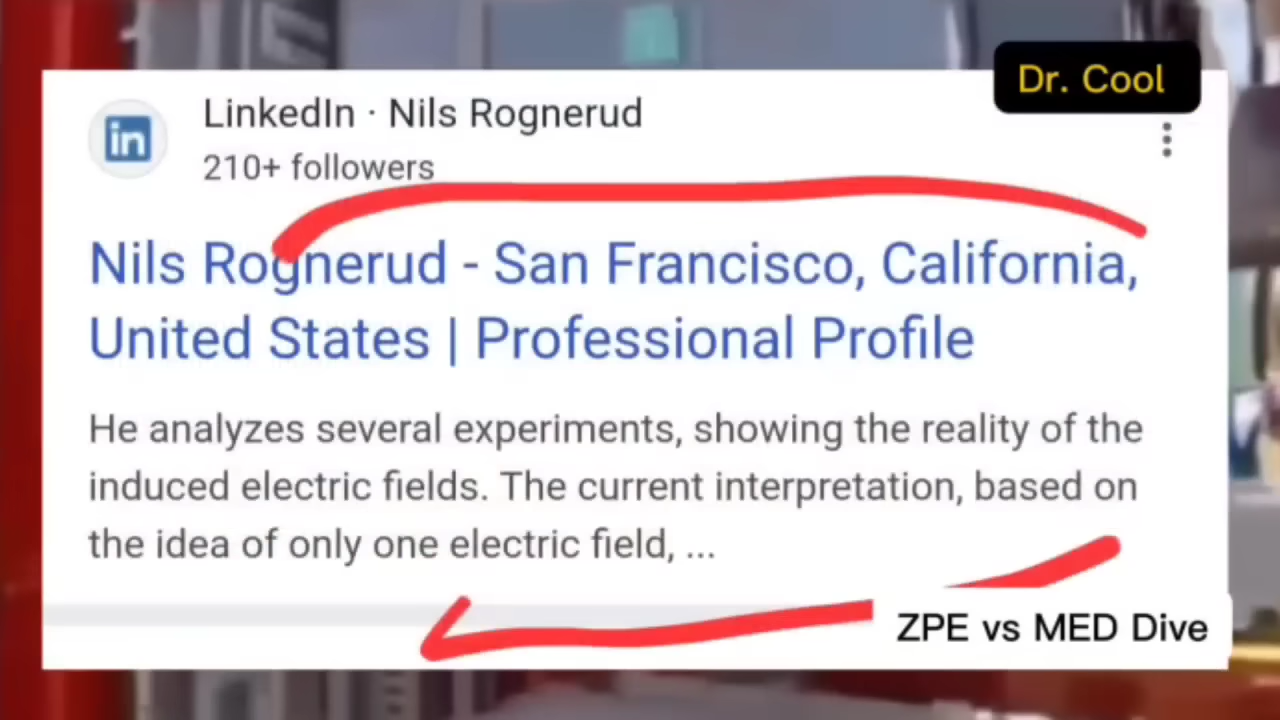 Dr. Cool
LinkedIn · Nils Rognerud
210+ followers
Nils Rognerud - San Francisco, California,
United States | Professional Profile
He analyzes several experiments, showing the reality of the
induced electric fields. The current interpretation, based on
the idea of only one electric field, ...
ZPE vs MED Dive